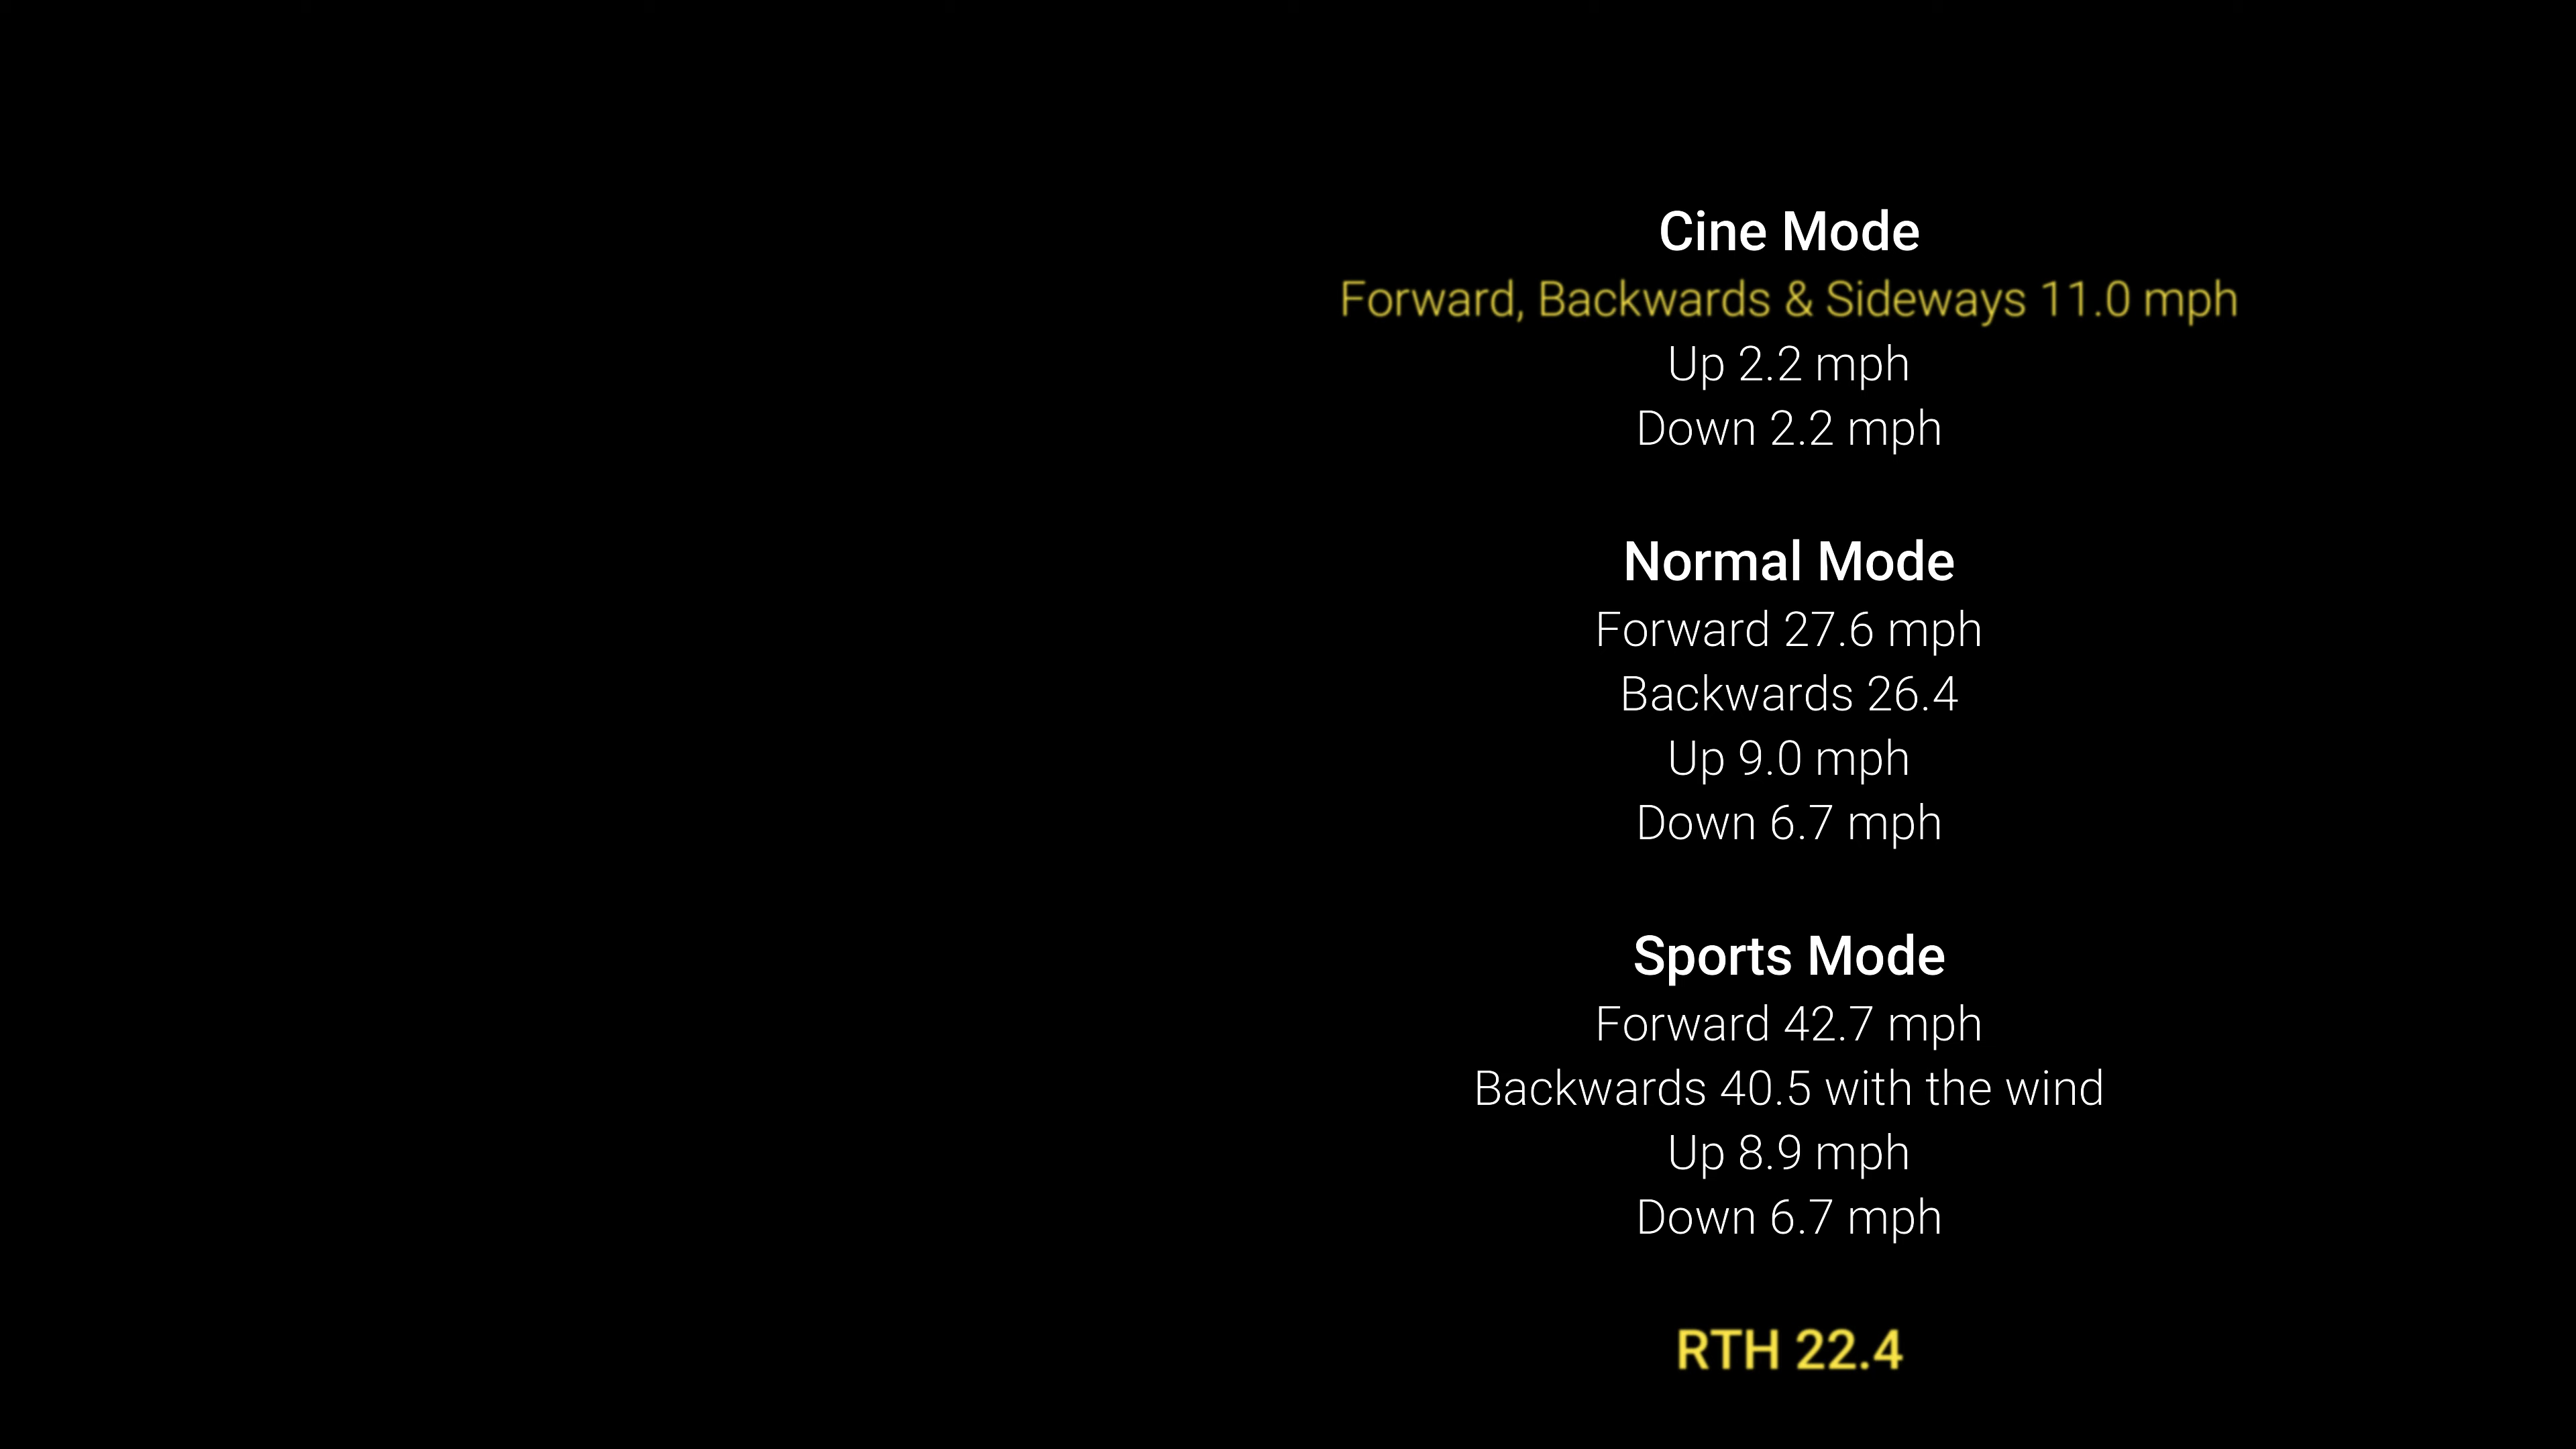 Cine Mode
Forward, Backwards & Sideways 11.0 mph
Up 2.2 mph
Down 2.2 mph
Normal Mode
Forward 27.6 mph
Backwards 26.4
Up 9.0 mph
Down 6.7 mph
Sports Mode
Forward 42.7 mph
Backwards 40.5 with the wind
Up 8.9 mph
Down 6.7 mph
RTH 22.4